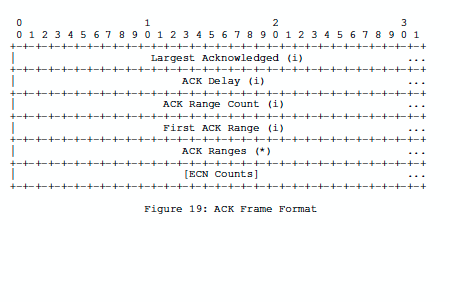 0                   1                   2                   3
0 1 2 3 4 5 6 7 8 9 0 1 2 3 4 5 6 7 8 9 0 1 2 3 4 5 6 7 8 9 0 1
+-+-+-+-+-+-+-+-+-+-+-+-+-+-+-+-+-+-+-+-+-+-+-+-+-+-+-+-+-+-+-+-+
| Largest Acknowledged (i) ...
+-+-+-+-+-+-+-+-+-+-+-+-+-+-+-+-+-+-+-+-+-+-+-+-+-+-+-+-+-+-+-+-+
| ACK Delay (i) ...
+-+-+-+-+-+-+-+-+-+-+-+-+-+-+-+-+-+-+-+-+-+-+-+-+-+-+-+-+-+-+-+-+
| ACK Range Count (i) ...
+-+-+-+-+-+-+-+-+-+-+-+-+-+-+-+-+-+-+-+-+-+-+-+-+-+-+-+-+-+-+-+-+
| First ACK Range (i) ...
+-+-+-+-+-+-+-+-+-+-+-+-+-+-+-+-+-+-+-+-+-+-+-+-+-+-+-+-+-+-+-+-+
| ACK Ranges (*) ...
+-+-+-+-+-+-+-+-+-+-+-+-+-+-+-+-+-+-+-+-+-+-+-+-+-+-+-+-+-+-+-+-+
| [ECN Counts] ...
+-+-+-+-+-+-+-+-+-+-+-+-+-+-+-+-+-+-+-+-+-+-+-+-+-+-+-+-+-+-+-+-+
Figure 19: ACK Frame Format